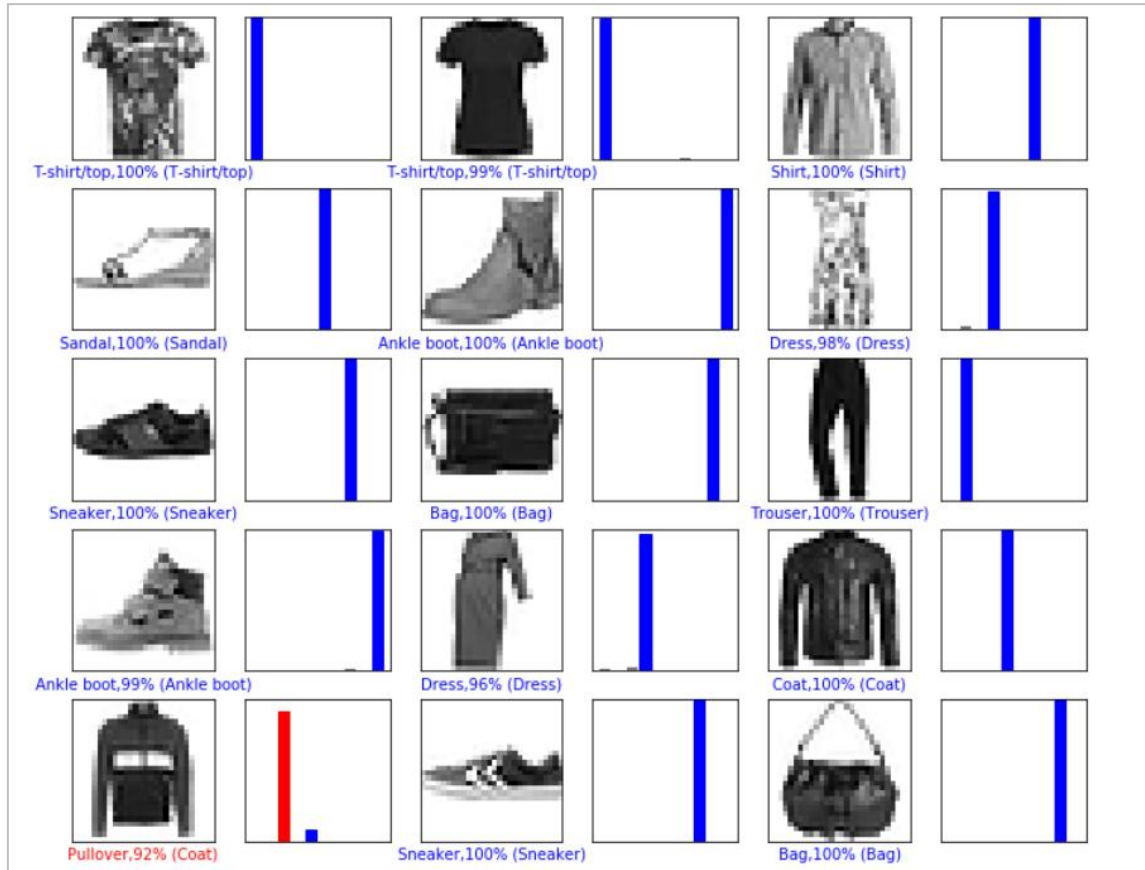 T-shirt/top,100% (T-shirt/top)
T-shirt/top,99% (T-shirt/top)
Shirt,100% (Shirt)
Sandal,100% (Sandal)
Ankle boot,100% (Ankle boot)
Dress,98% (Dress)
Sneaker,100% (Sneaker)
Bag,100% (Bag)
Trouser,100% (Trouser)
Ankle boot,99% (Ankle boot)
Dress,96% (Dress)
Coat,100% (Coat)
Pullover,92% (Coat)
Sneaker,100% (Sneaker)
Bag,100% (Bag)